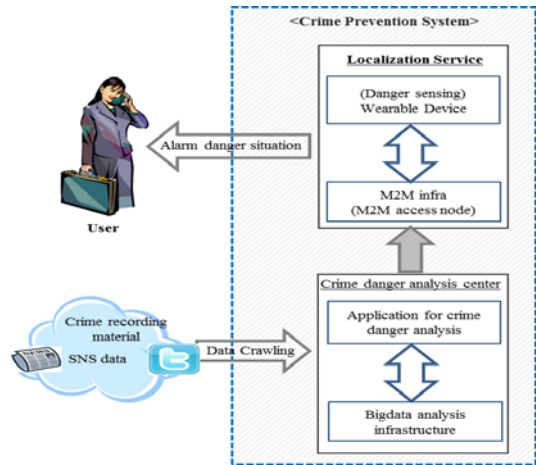 <Crime Prevention System>
Localization Service
(Danger sensing)
Wearable Device
M2M infra
(M2M access node)
Alarm danger situation
User
Crime danger analysis center
Application for crime
danger analysis
Bigdata analysis
infrastructure
Crime recording
material
SNS data
Data Crawling